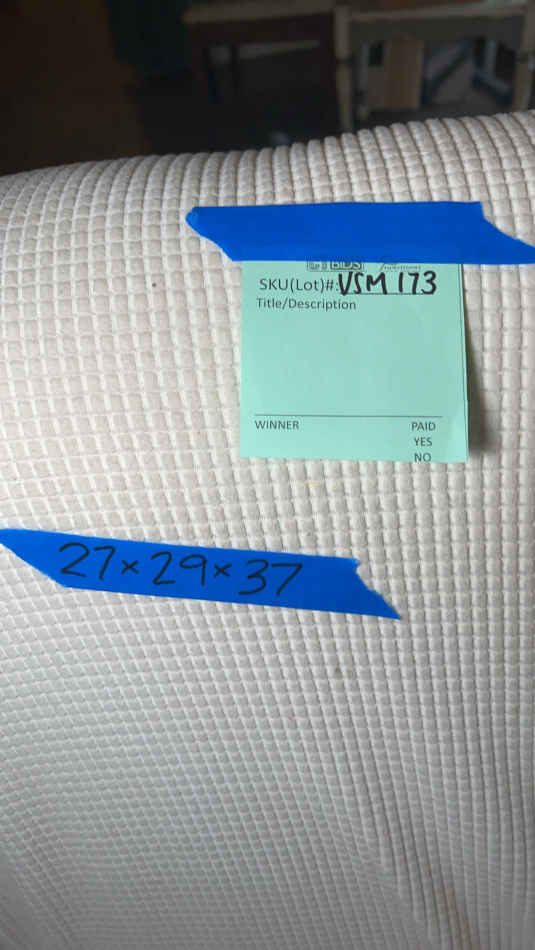 SKU(Lot)#: VSM 173
Title/Description
WINNER PAID
YES
NO
27×29×37